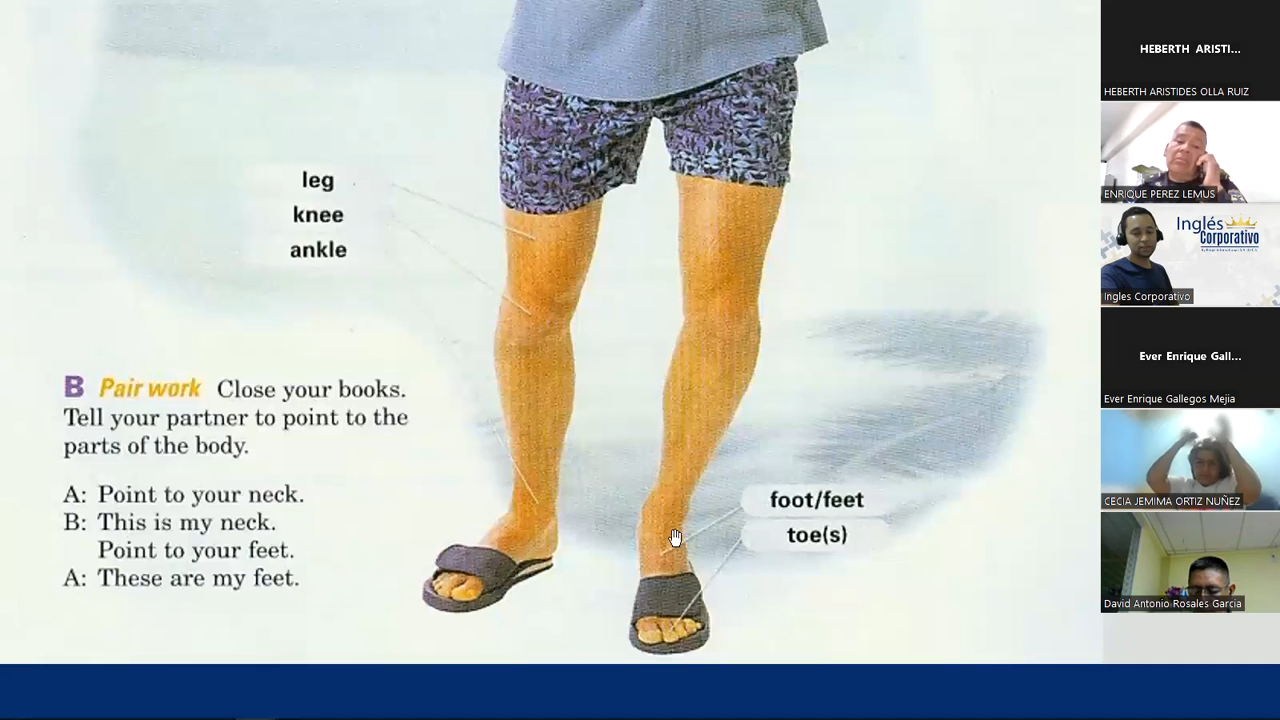 leg
knee
ankle
B Pair work Close your books.
Tell your partner to point to the
parts of the body.
A: Point to your neck.
B: This is my neck.
Point to your feet.
A: These are my feet.
foot/feet
toe(s)
HEBERTH ARISTI...
HEBERTH ARISTIDES OLLA RUIZ
ENRIQUE PEREZ LEMUS
Inglés
Corporativo
Ingles Corporativo
Ever Enrique Gall...
Ever Enrique Gallegos Mejia
CECIA JEMIMA ORTIZ NUÑEZ
David Antonio Rosales Garcia